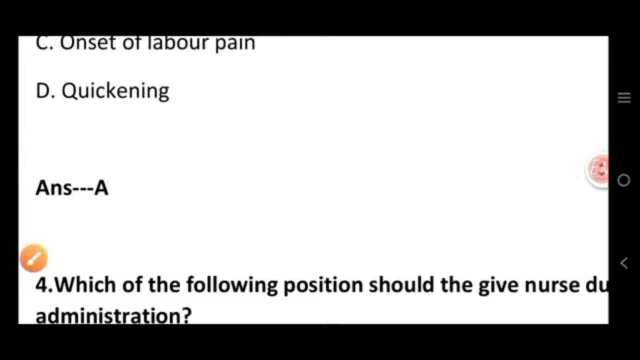 C. Onset of labour pain
D. Quickening
Ans---A
4.Which of the following position should the give nurse du
administration?